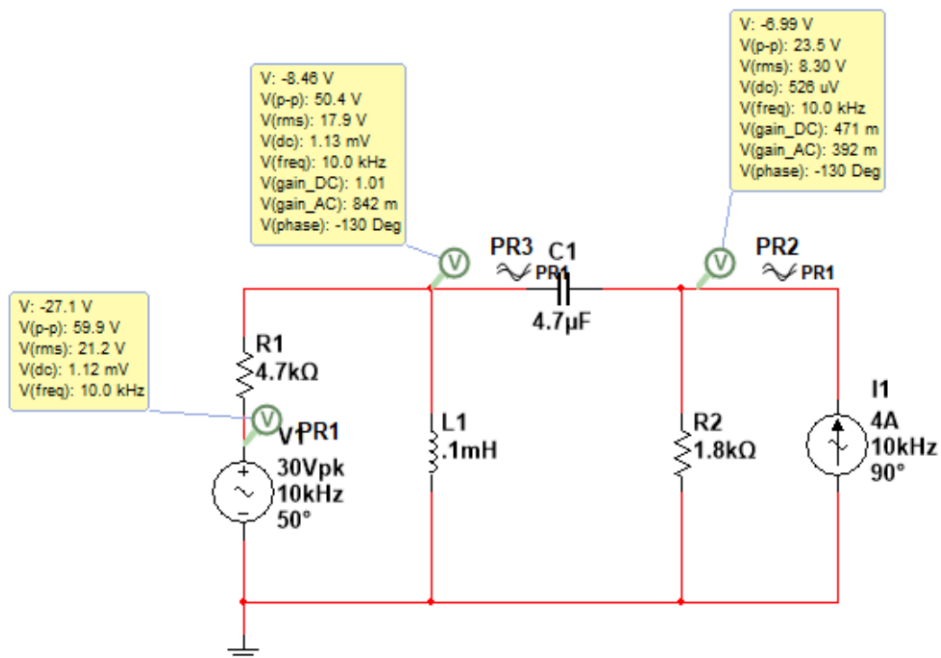 V: -6.99 V
V(p-p): 23.5 V
V(rms): 8.30 V
V(dc): 526 uV
V(freq): 10.0 kHz
V(gain_DC): 471 m
V(gain_AC): 392 m
V(phase): -130 Deg
V: -8.46 V
V(p-p): 50.4 V
V(rms): 17.9 V
V(dc): 1.13 mV
V(freq): 10.0 kHz
V(gain_DC): 1.01
V(gain_AC): 842 m
V(phase): -130 Deg
V
PR3
PR1
C1
4.7µF
V
PR2
PR1
V: -27.1 V
V(p-p): 59.9 V
V(rms): 21.2 V
V(dc): 1.12 mV
V(freq): 10.0 kHz
R1
4.7kΩ
V
V1
PR1
30Vpk
10kHz
50°
L1
.1mH
R2
1.8kΩ
I1
4A
10kHz
90°